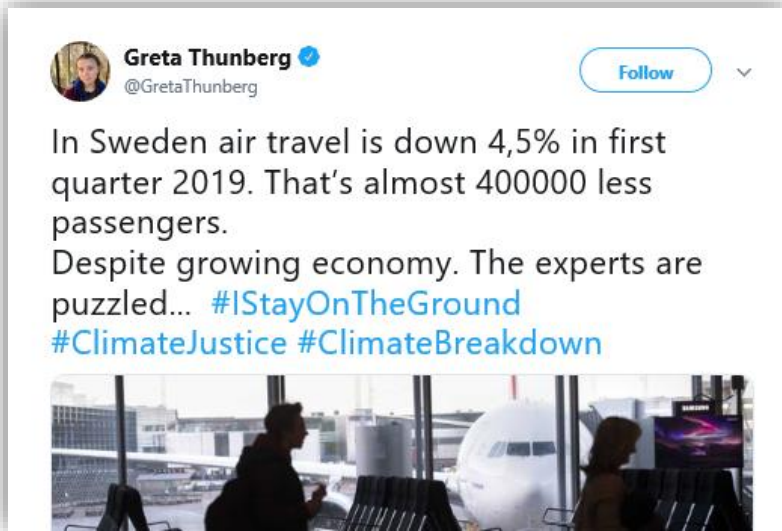 Greta Thunberg
@GretaThunberg
Follow
In Sweden air travel is down 4,5% in first
quarter 2019. That's almost 400000 less
passengers.
Despite growing economy. The experts are
puzzled... #IStayOnTheGround
#ClimateJustice #ClimateBreakdown
SAMSUNG